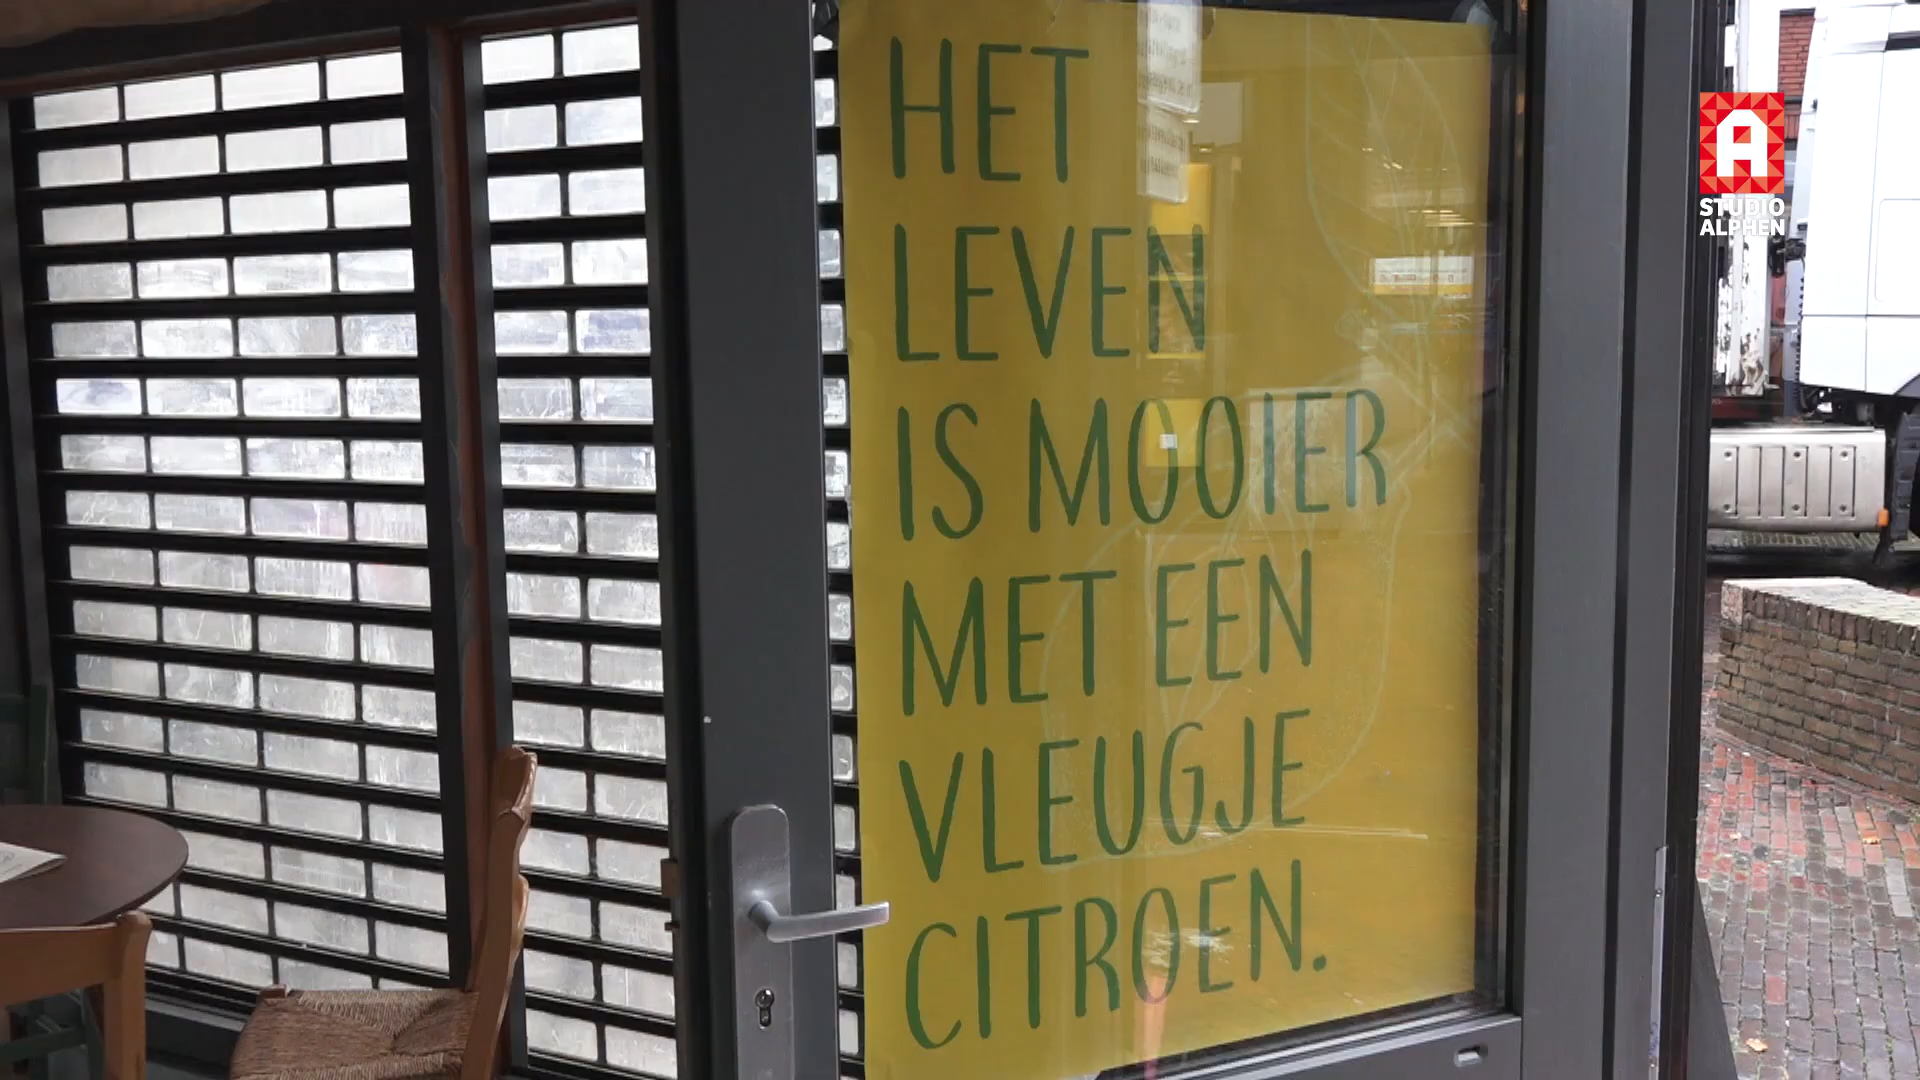 HET
LEVEN
IS MOOIER
MET EEN
VLEUGJE
CITROEN.
STUDIO
ALPHEN